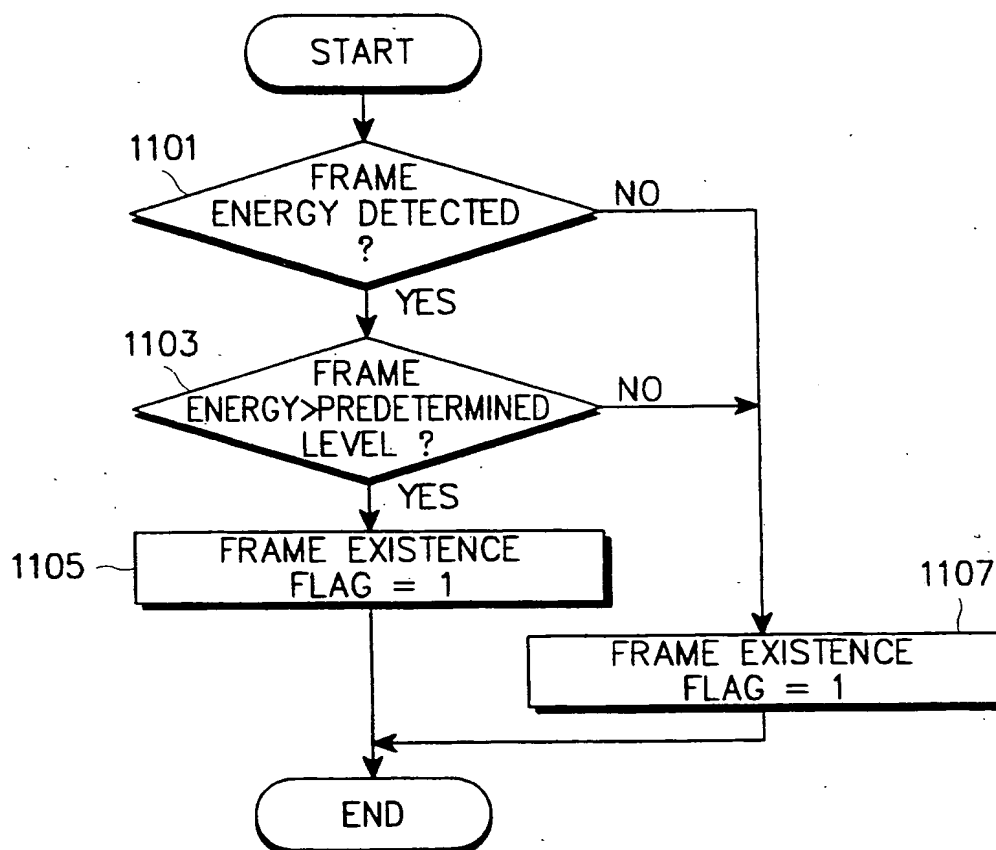 START
1101
FRAME
ENERGY DETECTED
?
NO
YES
1103
FRAME
ENERGY>PREDETERMINED
LEVEL ?
NO
YES
1105
FRAME EXISTENCE
FLAG = 1
1107
FRAME EXISTENCE
FLAG = 1
END